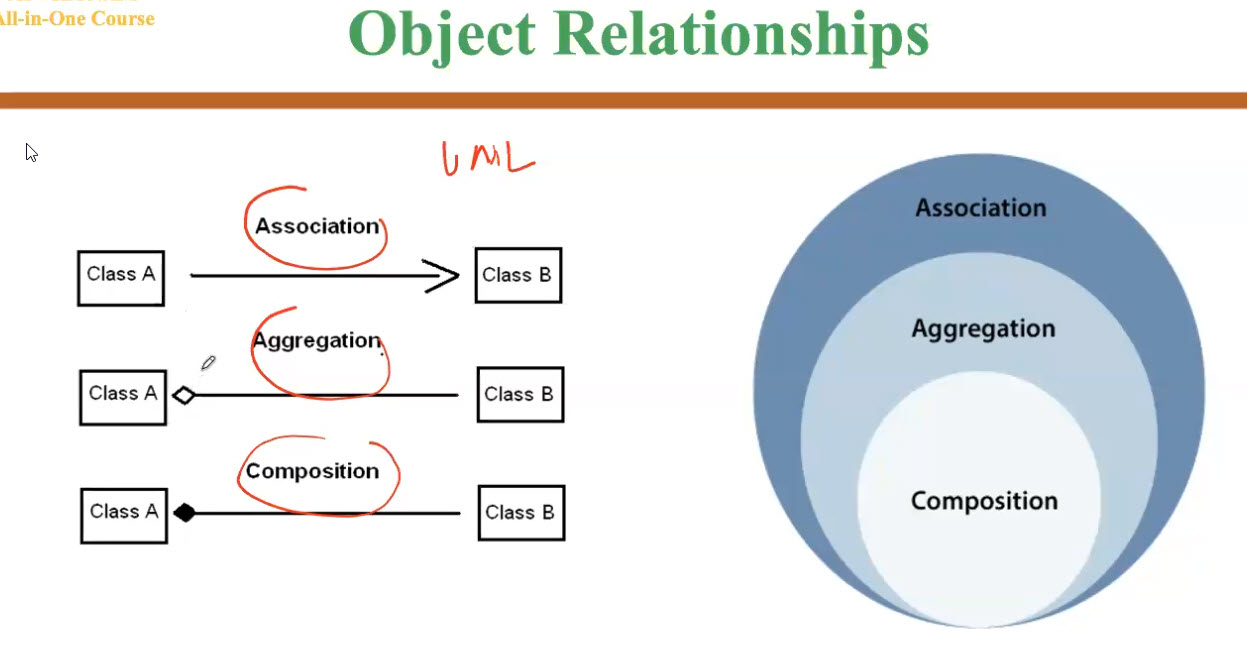 All-in-One Course
Object Relationships
UML
Association
Class A
Class B
Aggregation
Class A
Class B
Composition
Class A
Class B
Association
Aggregation
Composition